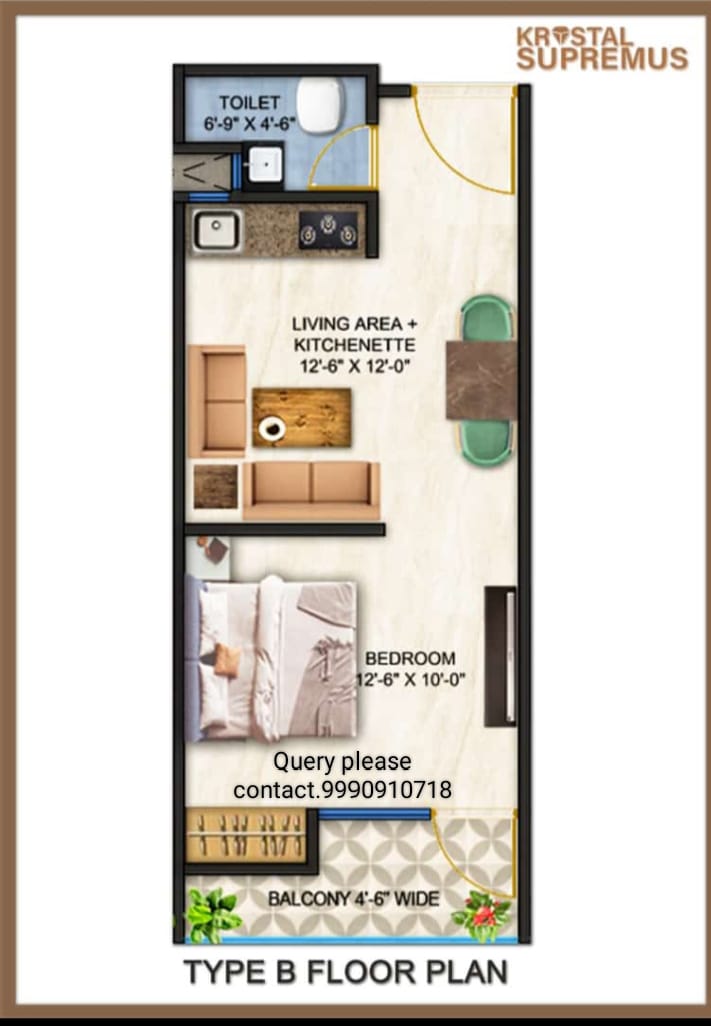 KRYSTAL
SUPREMUS
TOILET
6'-9" X 4'-6"
LIVING AREA +
KITCHENETTE
12'-6" X 12'-0"
BEDROOM
12'-6" X 10'-0"
Query please
contact.9990910718
BALCONY 4'-6" WIDE
TYPE B FLOOR PLAN